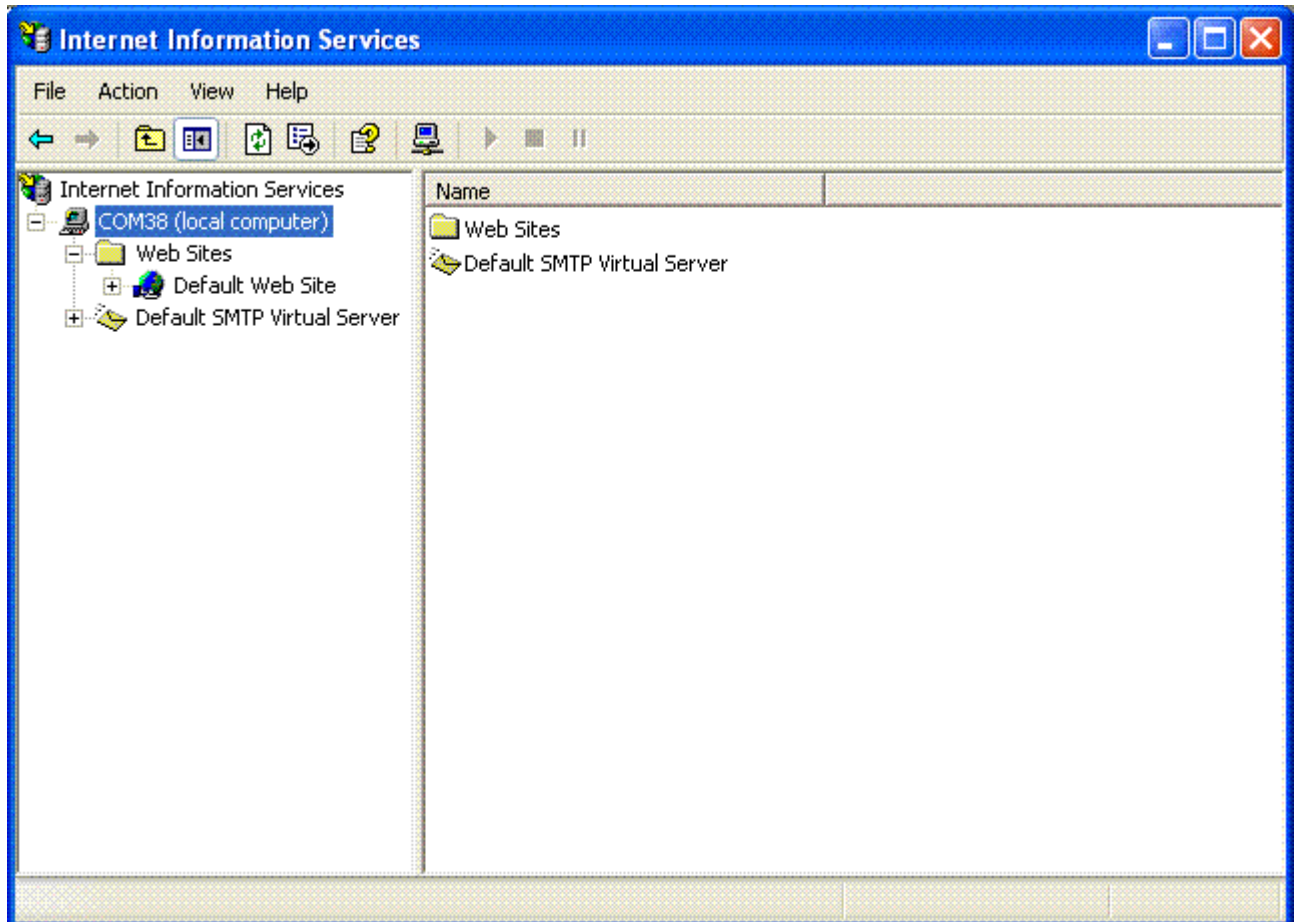 Internet Information Services
File Action View Help
Internet Information Services
COM38 (local computer)
Web Sites
Default Web Site
Default SMTP Virtual Server
Name
Web Sites
Default SMTP Virtual Server